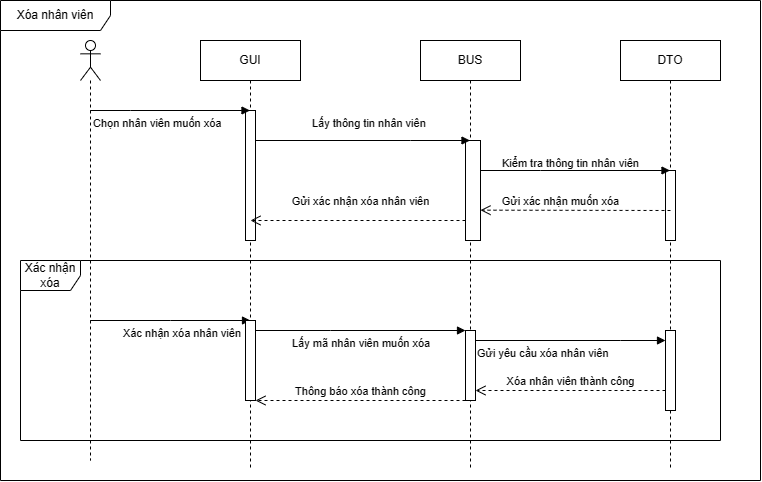 Xóa nhân viên
GUI
BUS
DTO
Chọn nhân viên muốn xóa
Lấy thông tin nhân viên
Kiểm tra thông tin nhân viên
Gửi xác nhận muốn xóa
Gửi xác nhận xóa nhân viên
Xác nhận
xóa
Xác nhận xóa nhân viên
Lấy mã nhân viên muốn xóa
Gửi yêu cầu xóa nhân viên
Xóa nhân viên thành công
Thông báo xóa thành công